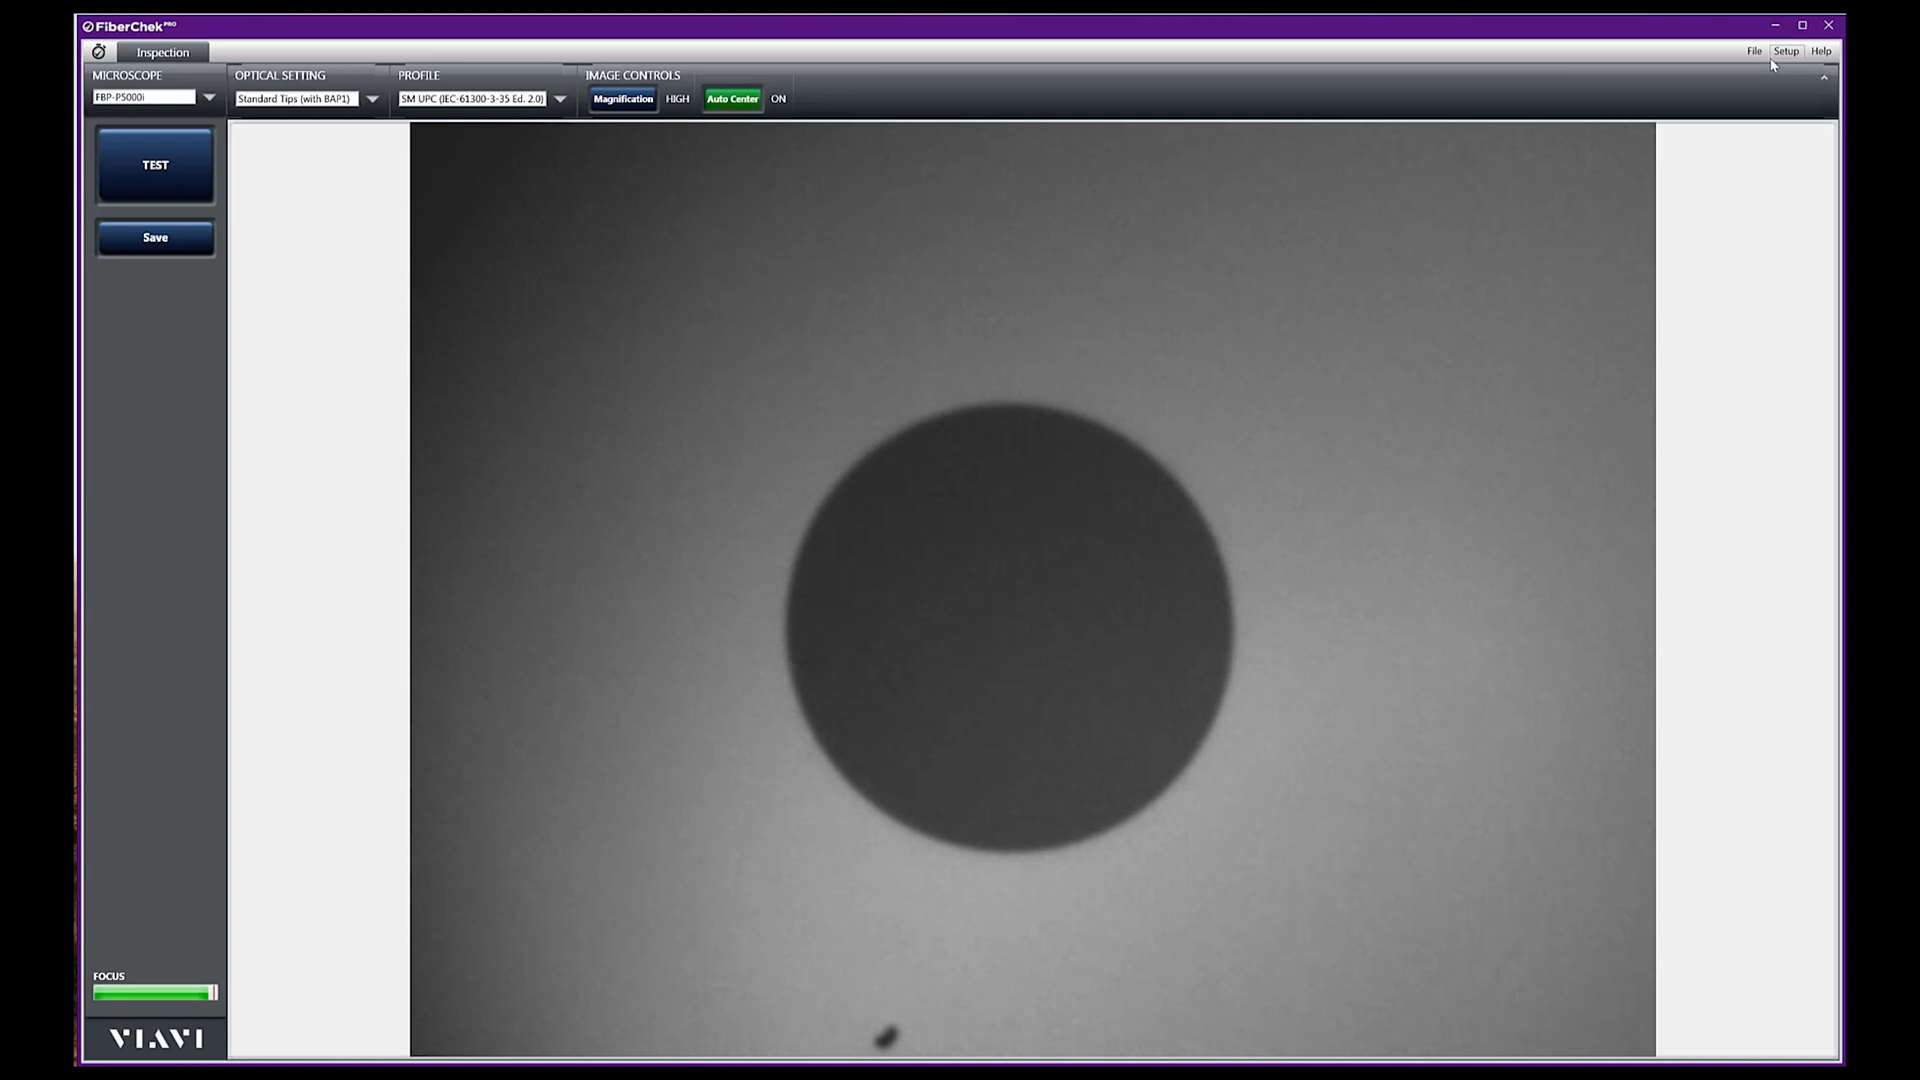 FiberChek PRO
Inspection
File Setup Help
MICROSCOPE
FBP-P5000i
OPTICAL SETTING
Standard Tips (with BAP1)
PROFILE
SM UPC (IEC-61300-3-35 Ed. 2.0)
IMAGE CONTROLS
Magnification HIGH Auto Center ON
TEST
Save
FOCUS
VIAVI